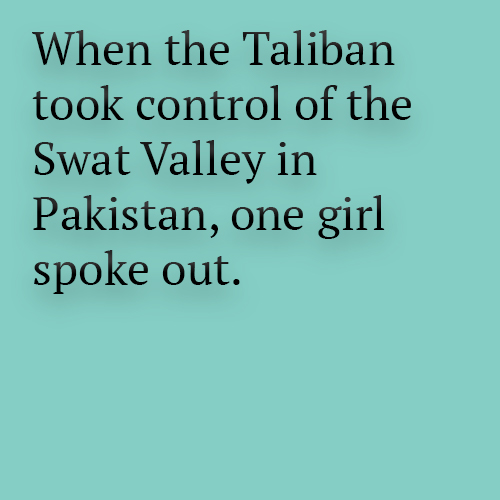 When the Taliban
took control of the
Swat Valley in
Pakistan, one girl
spoke out.